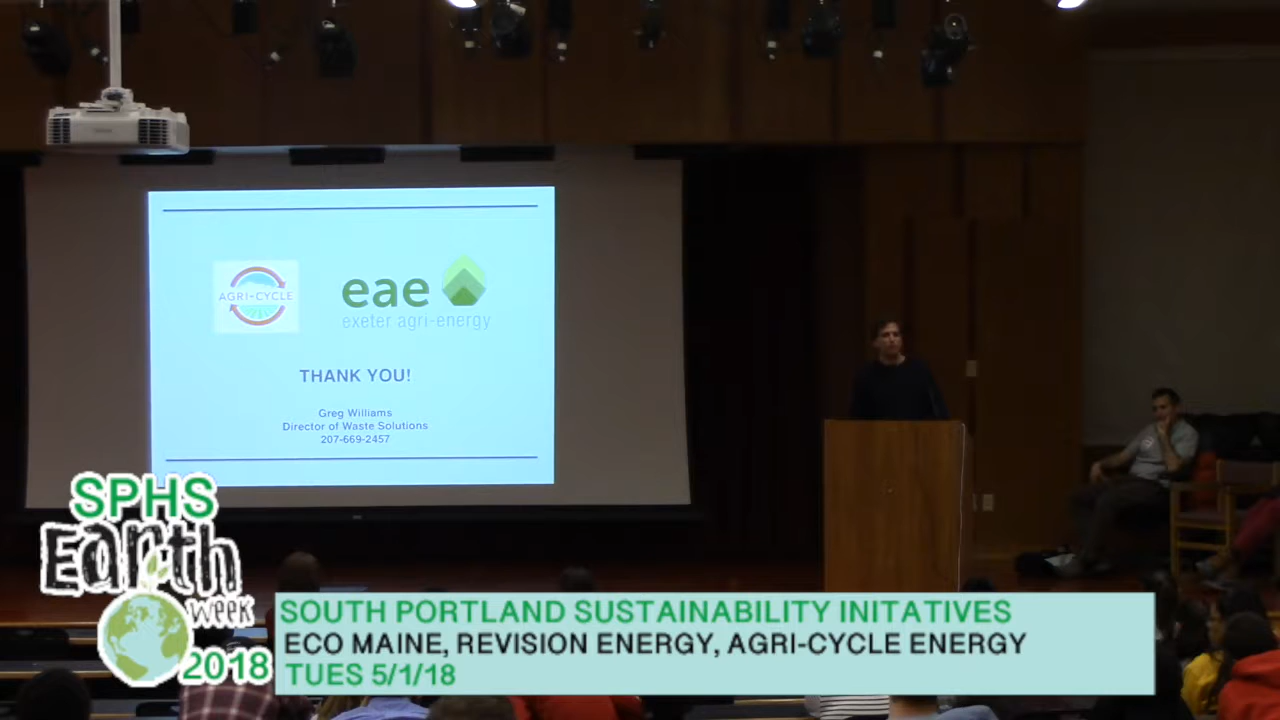 AGRI-CYCLE
eae
exeter agri-energy
THANK YOU!
Greg Williams
Director of Waste Solutions
207-669-2457
SPHS
Earth
Week
2018
SOUTH PORTLAND SUSTAINABILITY INITATIVES
ECO MAINE, REVISION ENERGY, AGRI-CYCLE ENERGY
TUES 5/1/18